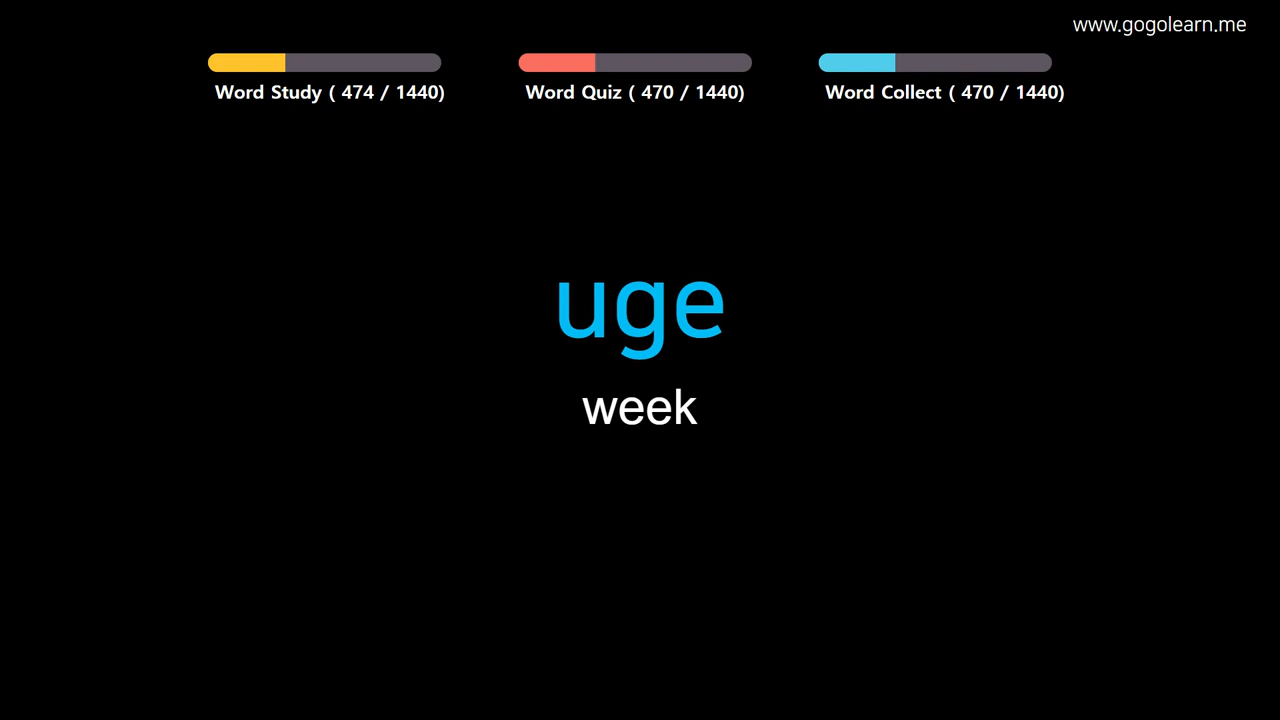 www.gogolearn.me
Word Study ( 474 / 1440)
Word Quiz ( 470 / 1440)
Word Collect ( 470 / 1440)
uge
week